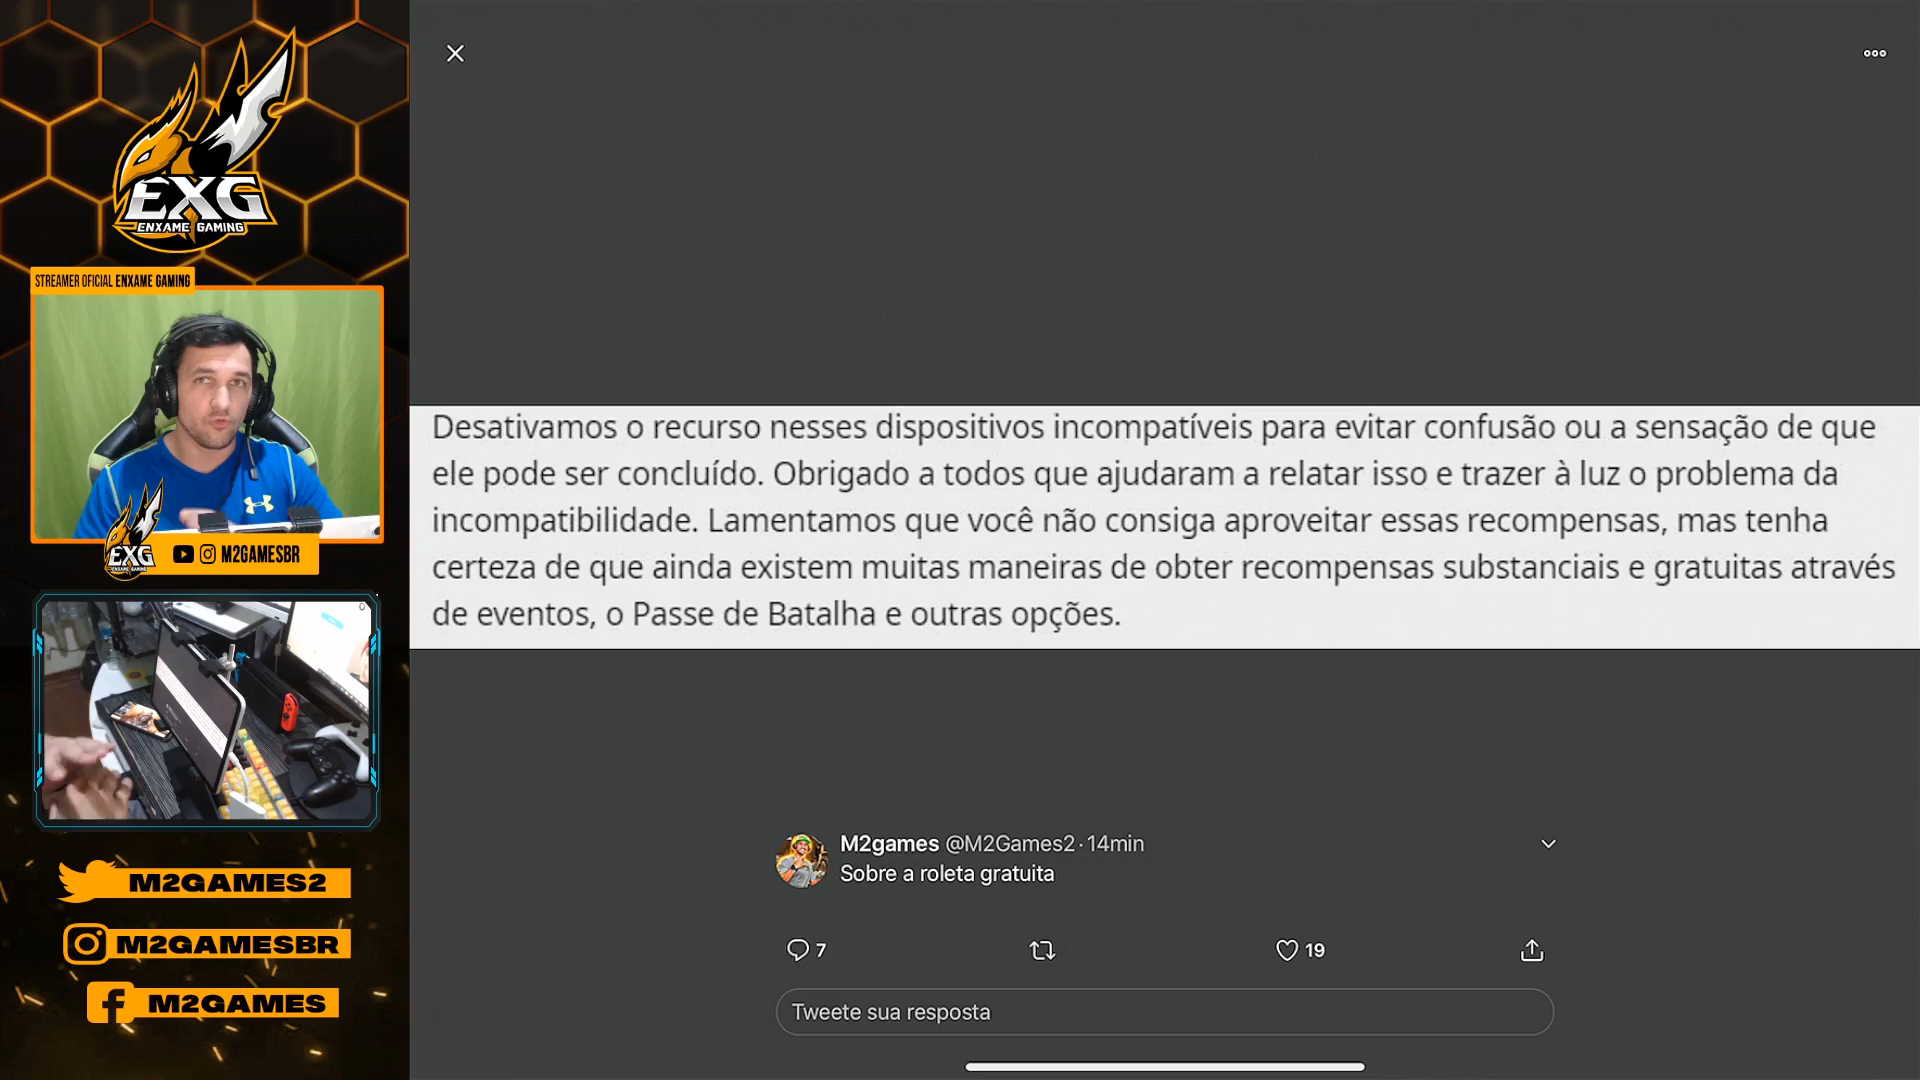 EXG
ENXAME GAMING
STREAMER OFICIAL ENXAME GAMING
EXG
ENXAME GAMING
M2GAMESBR
M2GAMES2
M2GAMESBR
M2GAMES
Desativamos o recurso nesses dispositivos incompatíveis para evitar confusão ou a sensação de que
ele pode ser concluído. Obrigado a todos que ajudaram a relatar isso e trazer à luz o problema da
incompatibilidade. Lamentamos que você não consiga aproveitar essas recompensas, mas tenha
certeza de que ainda existem muitas maneiras de obter recompensas substanciais e gratuitas através
de eventos, o Passe de Batalha e outras opções.
M2games @M2Games2 · 14min
Sobre a roleta gratuita
7
19
Tweete sua resposta